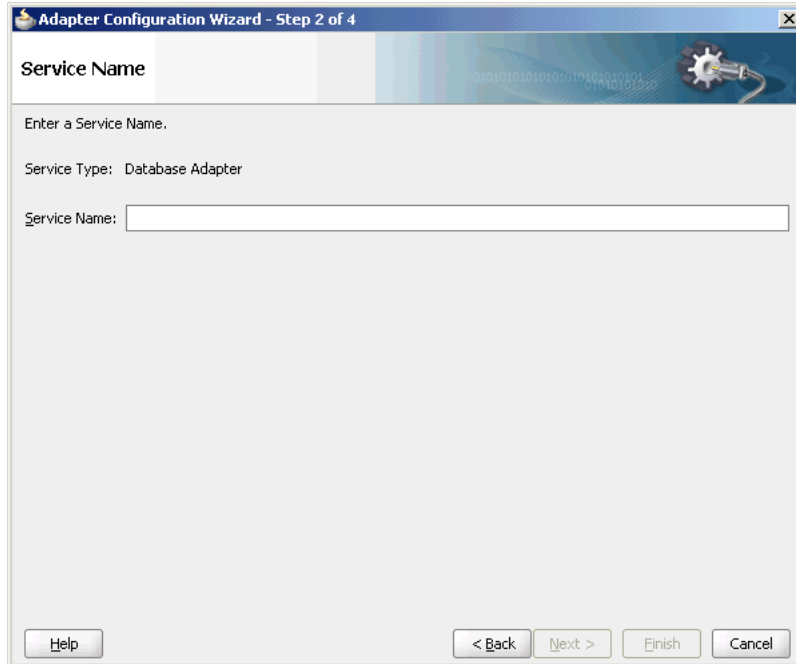 Adapter Configuration Wizard - Step 2 of 4
Service Name
Enter a Service Name.
Service Type: Database Adapter
Service Name:
Help
< Back
Next >
Finish
Cancel